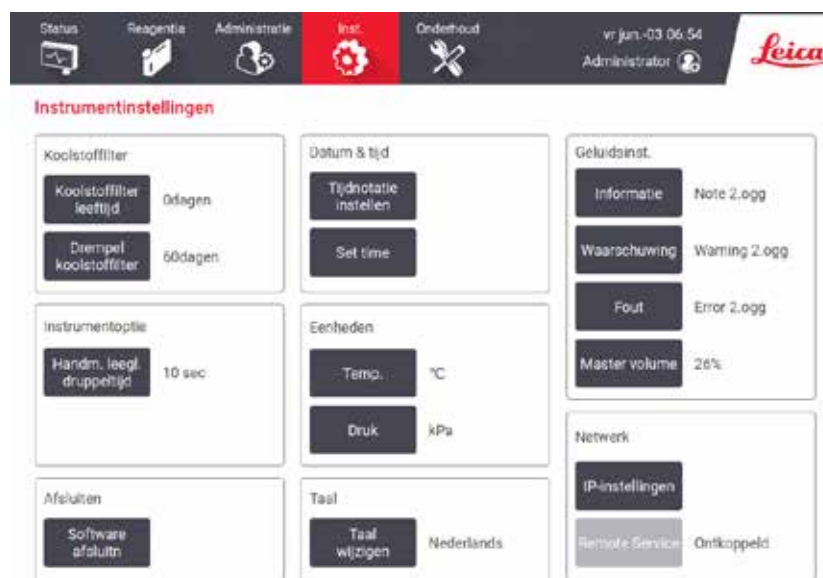 Status Reagentia Administratie Inst. Onderhoud
vr jun.-03 06:54
Administrator
Leica
Instrumentinstellingen
Koolstoffilter
Koolstoffilter
leeftijd
0dagen
Drempel
koolstoffilter
60dagen
Datum & tijd
Tijdnotatie
instellen
Set time
Geluidsinst.
Informatie
Note 2.ogg
Waarschuwing
Warning 2.ogg
Fout
Error 2.ogg
Master volume
26%
Instrumentoptie
Handm. leegl.
druppeltijd
10 sec
Eenheden
Temp.
°C
Druk
kPa
Netwerk
IP-instellingen
Remote Service
Ontkoppeld
Afsluiten
Software
afsluitn
Taal
Taal
wijzigen
Nederlands